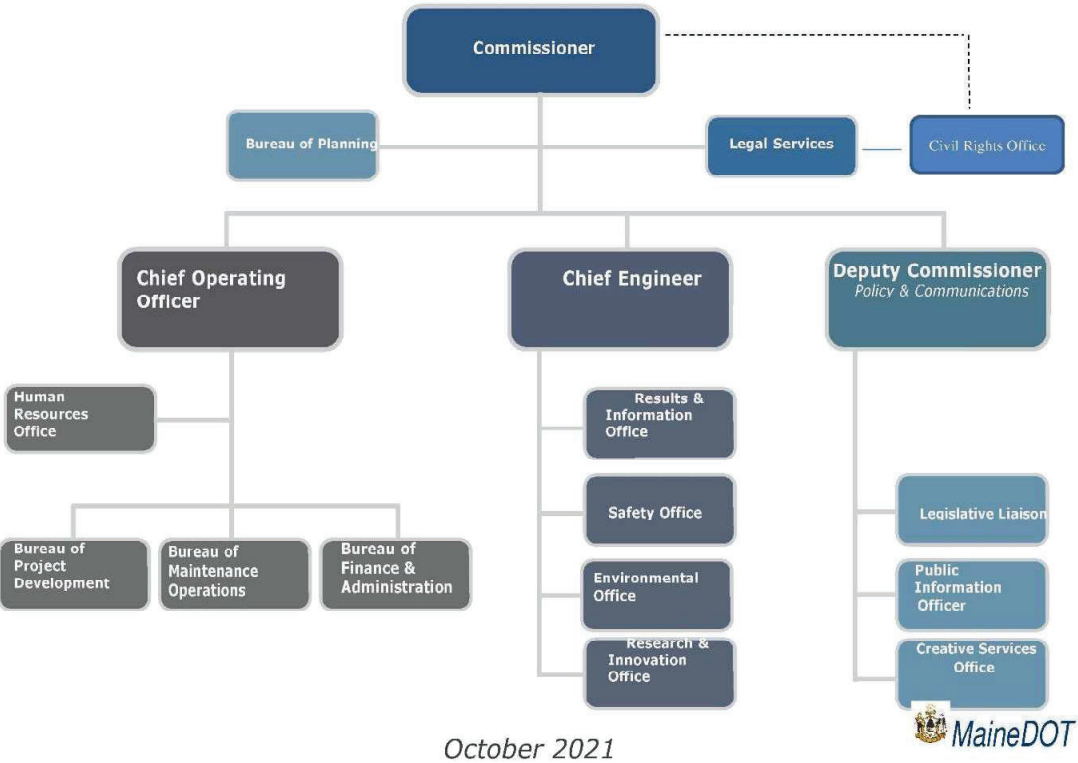 Commissioner
Bureau of Planning
Legal Services
Civil Rights Office
Chief Operating
Officer
Chief Engineer
Deputy Commissioner
Policy & Communications
Human
Resources
Office
Bureau of
Project
Development
Bureau of
Maintenance
Operations
Bureau of
Finance &
Administration
Results &
Information
Office
Safety Office
Environmental
Office
Research &
Innovation
Office
Legislative Liaison
Public
Information
Officer
Creative Services
Office
MaineDOT
October 2021